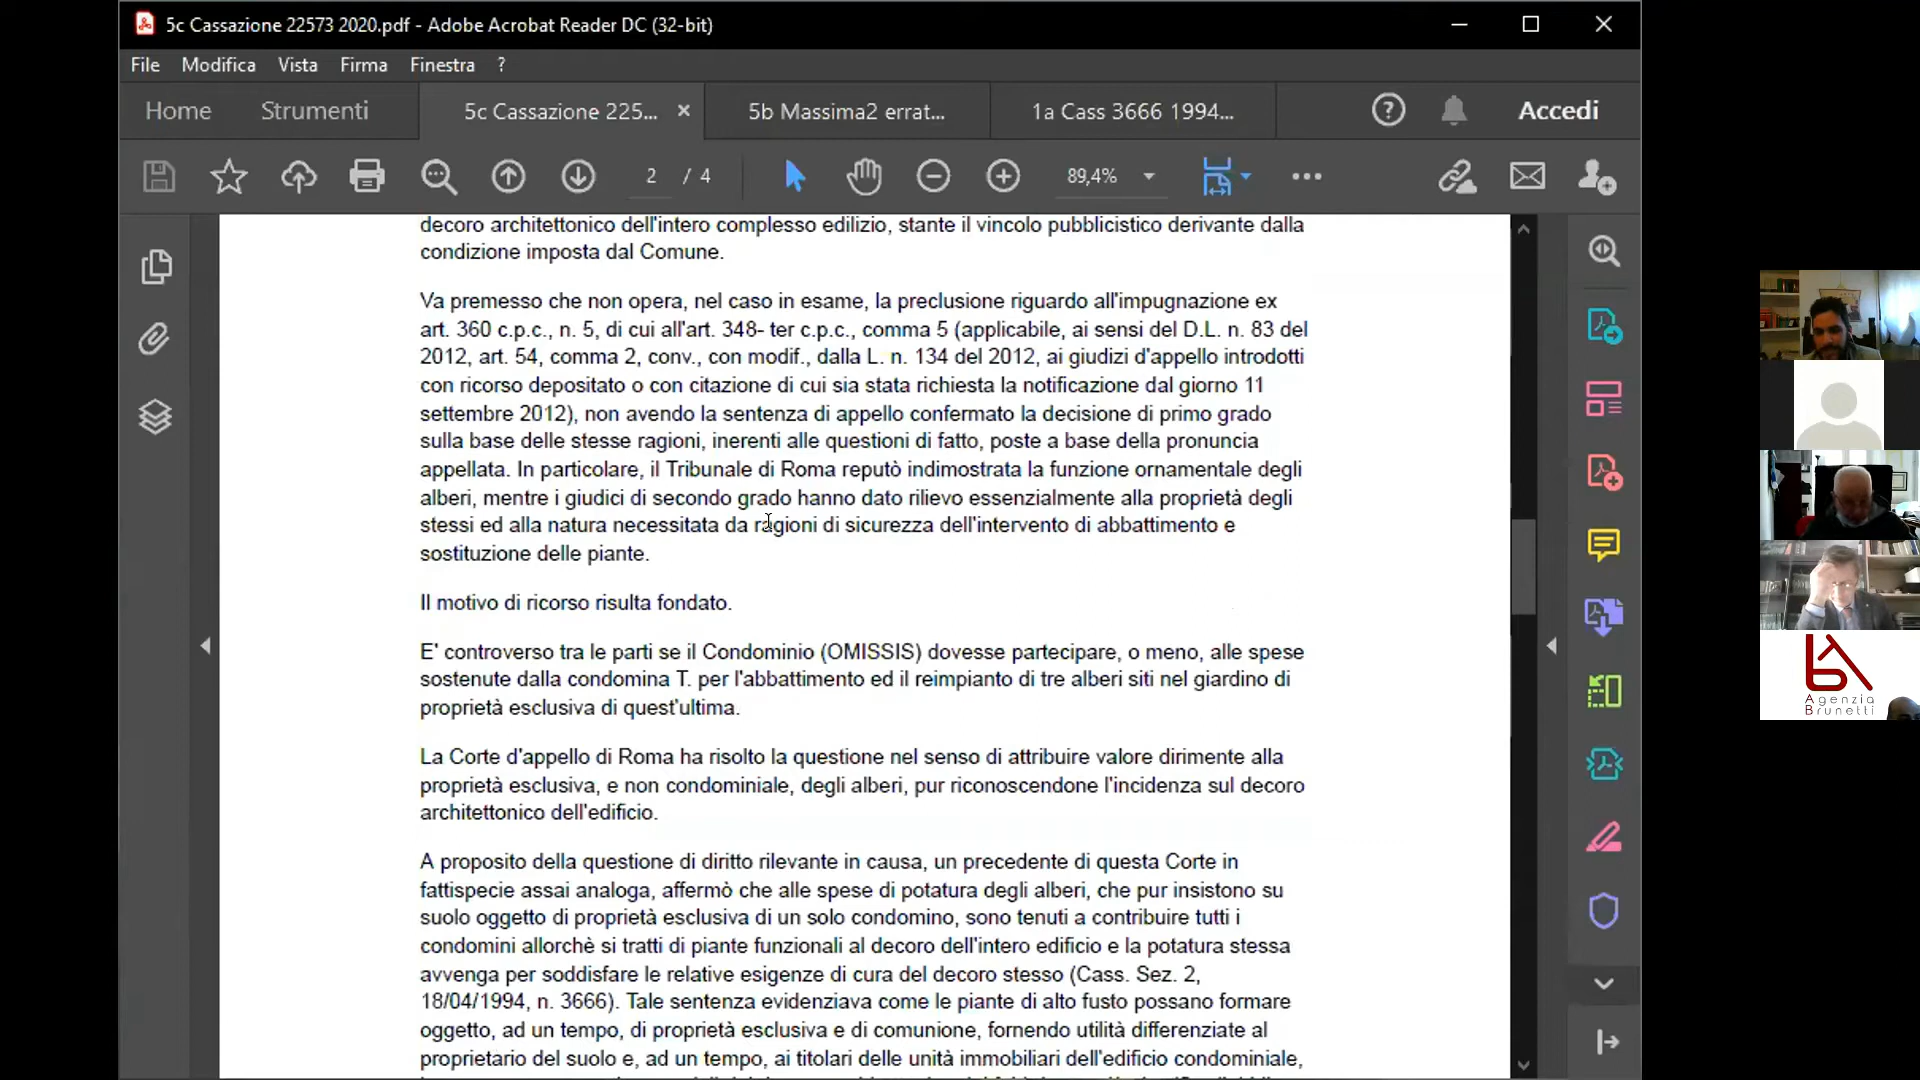 5c Cassazione 22573 2020.pdf - Adobe Acrobat Reader DC (32-bit)
File Modifica Vista Firma Finestra ?
Home Strumenti 5c Cassazione 225... 5b Massima2 errat... 1a Cass 3666 1994... Accedi
2 / 4 89,4%
decoro architettonico dell'intero complesso edilizio, stante il vincolo pubblicistico derivante dalla
condizione imposta dal Comune.
Va premesso che non opera, nel caso in esame, la preclusione riguardo all'impugnazione ex
art. 360 c.p.c., n. 5, di cui all'art. 348- ter c.p.c., comma 5 (applicabile, ai sensi del D.L. n. 83 del
2012, art. 54, comma 2, conv., con modif., dalla L. n. 134 del 2012, ai giudizi d'appello introdotti
con ricorso depositato o con citazione di cui sia stata richiesta la notificazione dal giorno 11
settembre 2012), non avendo la sentenza di appello confermato la decisione di primo grado
sulla base delle stesse ragioni, inerenti alle questioni di fatto, poste a base della pronuncia
appellata. In particolare, il Tribunale di Roma reputò indimostrata la funzione ornamentale degli
alberi, mentre i giudici di secondo grado hanno dato rilievo essenzialmente alla proprietà degli
stessi ed alla natura necessitata da ragioni di sicurezza dell'intervento di abbattimento e
sostituzione delle piante.
Il motivo di ricorso risulta fondato.
E' controverso tra le parti se il Condominio (OMISSIS) dovesse partecipare, o meno, alle spese
sostenute dalla condomina T. per l'abbattimento ed il reimpianto di tre alberi siti nel giardino di
proprietà esclusiva di quest'ultima.
La Corte d'appello di Roma ha risolto la questione nel senso di attribuire valore dirimente alla
proprietà esclusiva, e non condominiale, degli alberi, pur riconoscendone l'incidenza sul decoro
architettonico dell'edificio.
A proposito della questione di diritto rilevante in causa, un precedente di questa Corte in
fattispecie assai analoga, affermò che alle spese di potatura degli alberi, che pur insistono su
suolo oggetto di proprietà esclusiva di un solo condomino, sono tenuti a contribuire tutti i
condomini allorchè si tratti di piante funzionali al decoro dell'intero edificio e la potatura stessa
avvenga per soddisfare le relative esigenze di cura del decoro stesso (Cass. Sez. 2,
18/04/1994, n. 3666). Tale sentenza evidenziava come le piante di alto fusto possano formare
oggetto, ad un tempo, di proprietà esclusiva e di comunione, fornendo utilità differenziate al
proprietario del suolo e, ad un tempo, ai titolari delle unità immobiliari dell'edificio condominiale,
Agenzia
Brunetti